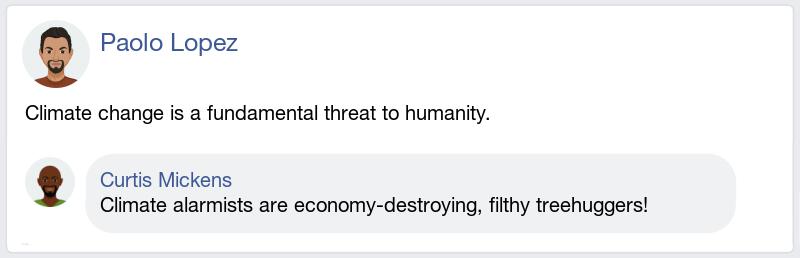 Paolo Lopez
Climate change is a fundamental threat to humanity.
Curtis Mickens
Climate alarmists are economy-destroying, filthy treehuggers!